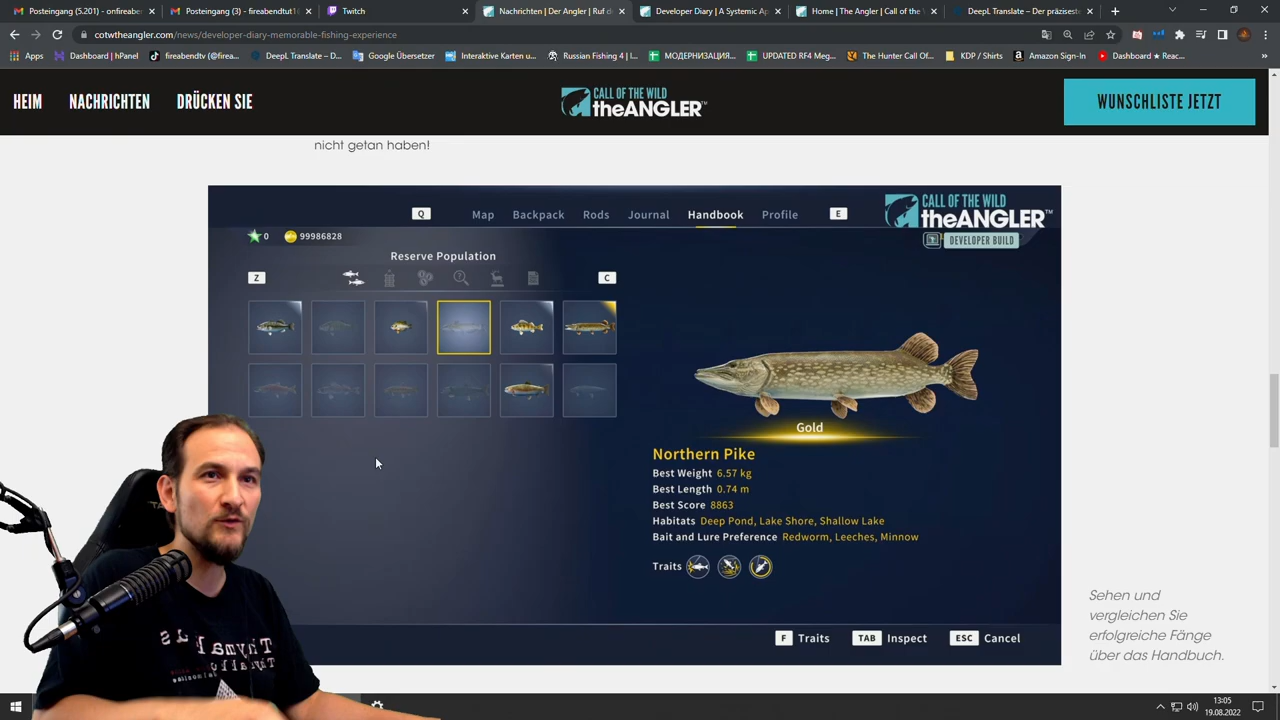 Posteingang (5.201) - onfireabe
Posteingang (3) - fireabendtut1
Twitch
Nachrichten | Der Angler | Ruf d
Developer Diary | A Systemic Ap
Home | The Angler | Call of the W
DeepL Translate – Der präziseste
cotwtheangler.com/news/developer-diary-memorable-fishing-experience
Apps
Dashboard | hPanel
fireabendtv (@firea...
DeepL Translate – D...
Google Übersetzer
Interaktive Karten u...
Russian Fishing 4 | I...
МОДЕРНИЗАЦИЯ...
UPDATED RF4 Meg...
The Hunter Call Of...
KDP / Shirts
Amazon Sign-In
Dashboard ★ Reac...
HEIM
NACHRICHTEN
DRÜCKEN SIE
CALL OF THE WILD
theANGLER™
WUNSCHLISTE JETZT
nicht getan haben!
Q
Map
Backpack
Rods
Journal
Handbook
Profile
E
CALL OF THE WILD
theANGLER™
DEVELOPER BUILD
0
99986828
Reserve Population
Z
C
Gold
Northern Pike
Best Weight 6.57 kg
Best Length 0.74 m
Best Score 8863
Habitats Deep Pond, Lake Shore, Shallow Lake
Bait and Lure Preference Redworm, Leeches, Minnow
Traits
F Traits
TAB Inspect
ESC Cancel
Sehen und
vergleichen Sie
erfolgreiche Fänge
über das Handbuch.
13:05
19.08.2022